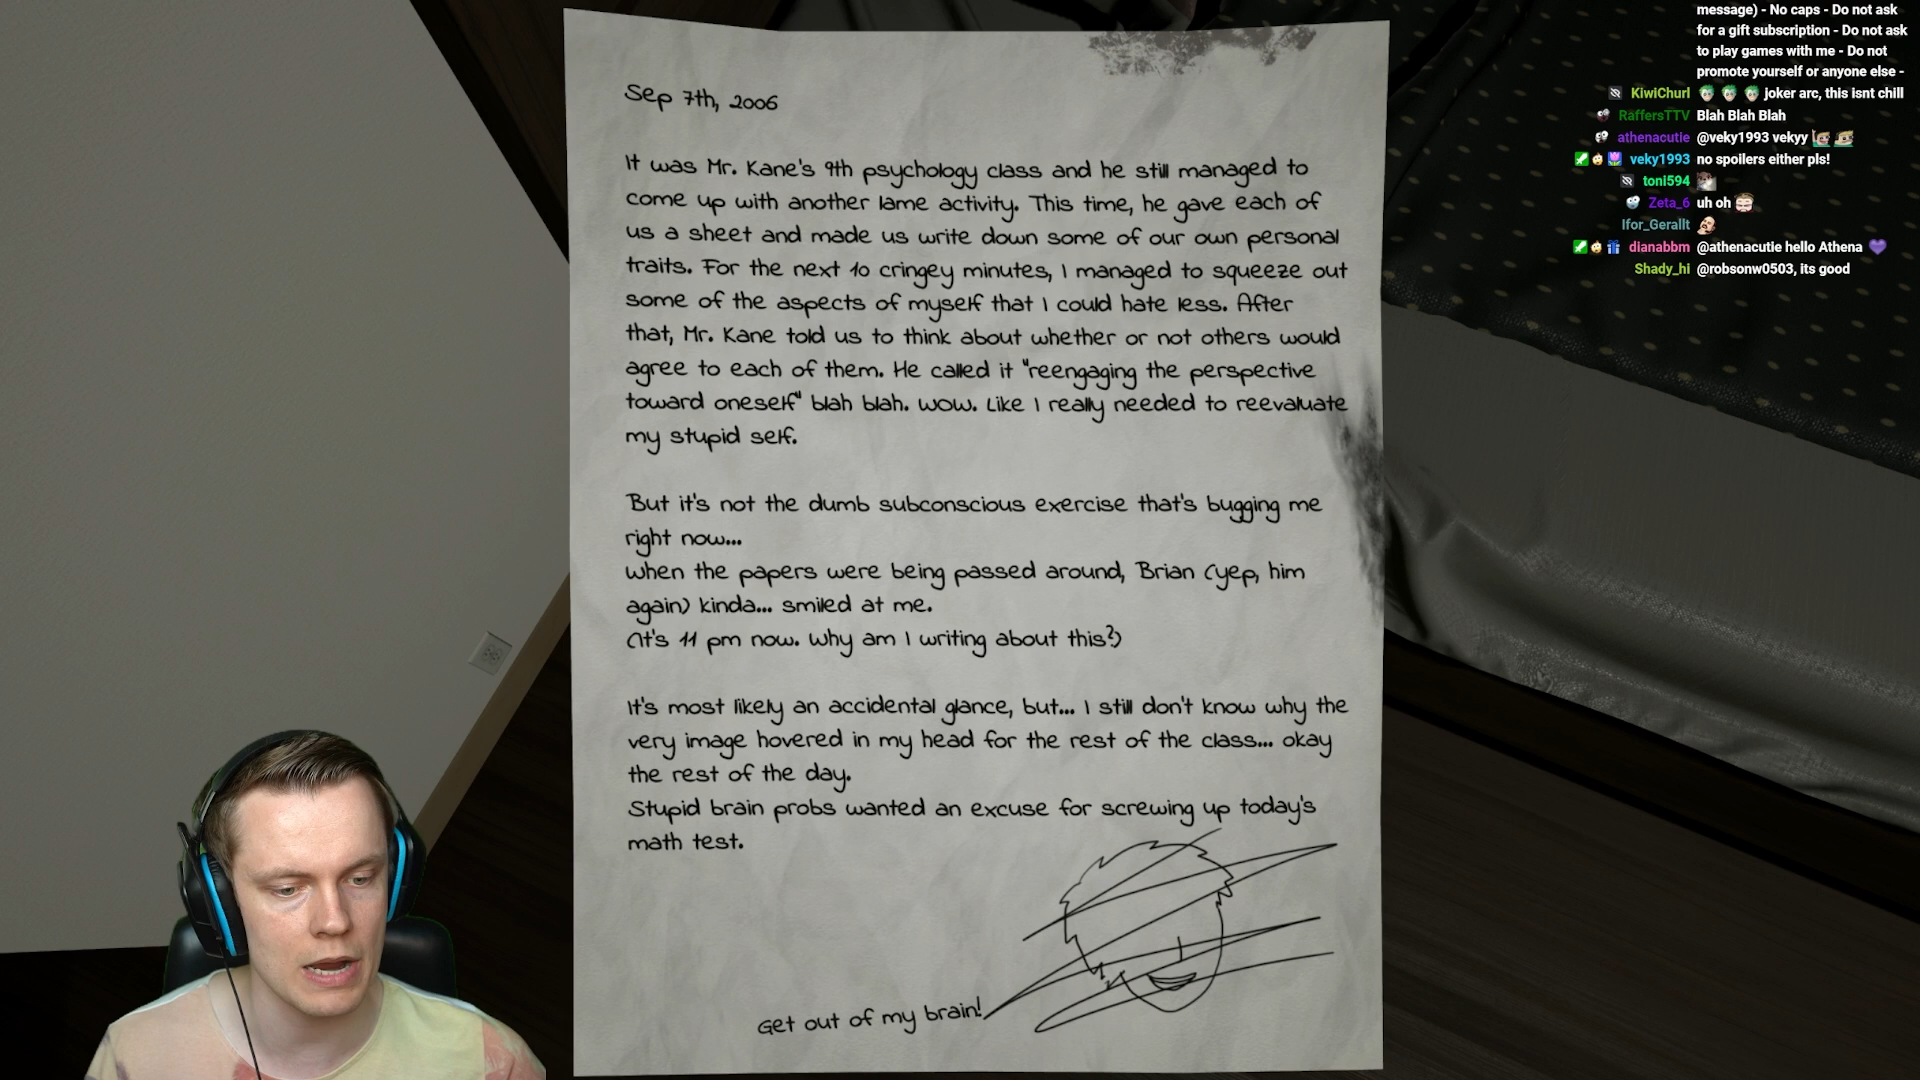 Sep 7th, 2006
It was Mr. Kane's 9th psychology class and he still managed to
come up with another lame activity. This time, he gave each of
us a sheet and made us write down some of our own personal
traits. For the next 10 cringey minutes, I managed to squeeze out
some of the aspects of myself that I could hate less. After
that, Mr. Kane told us to think about whether or not others would
agree to each of them. He called it "reengaging the perspective
toward oneself" blah blah. Wow. Like I really needed to reevaluate
my stupid self.
But it's not the dumb subconscious exercise that's bugging me
right now...
When the papers were being passed around, Brian (yep, him
again) kinda... smiled at me.
(It's 11 pm now. Why am I writing about this?)
It's most likely an accidental glance, but... I still don't know why the
very image hovered in my head for the rest of the class... okay
the rest of the day.
Stupid brain probs wanted an excuse for screwing up today's
math test.
Get out of my brain!
message) - No caps - Do not ask
for a gift subscription - Do not ask
to play games with me - Do not
promote yourself or anyone else -
KiwiChurl joker arc, this isnt chill
RaffersTTV Blah Blah Blah
athenacutie @veky1993 vekyy
veky1993 no spoilers either pls!
toni594
Zeta_6 uh oh
Ifor_Gerallt
dianabbm @athenacutie hello Athena
Shady_hi @robsonw0503, its good